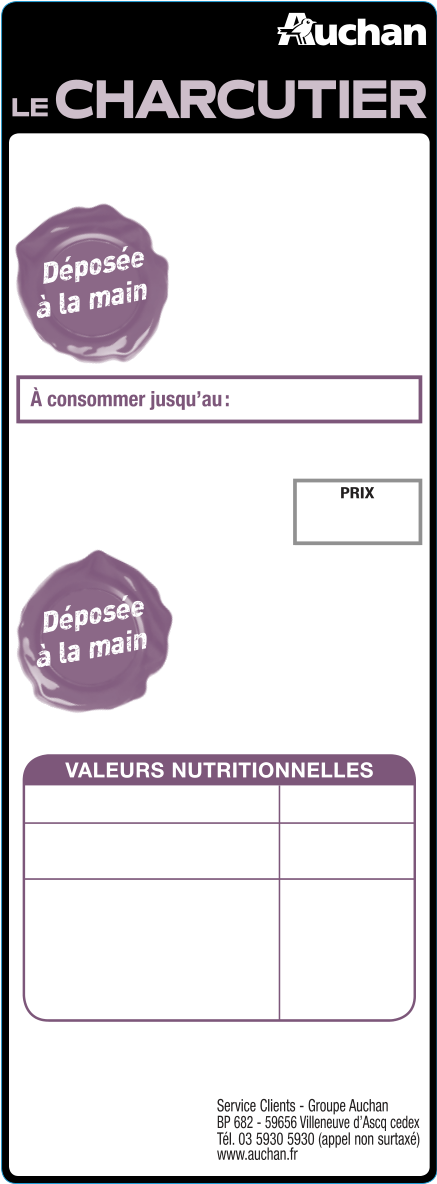 Auchan
LE CHARCUTIER
Déposée
à la main
À consommer jusqu'au :
PRIX
Déposée
à la main
VALEURS NUTRITIONNELLES
Service Clients - Groupe Auchan
BP 682 - 59656 Villeneuve d'Ascq cedex
Tél. 03 5930 5930 (appel non surtaxé)
www.auchan.fr